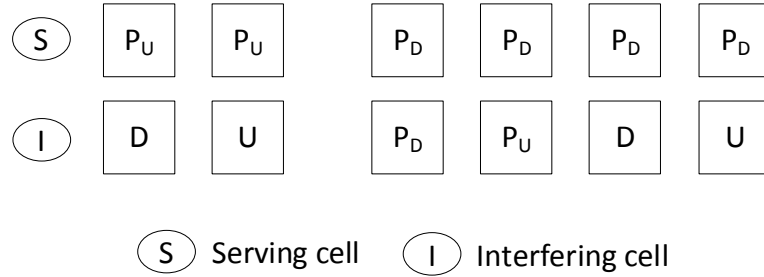 S P_U P_U P_D P_D P_D P_D
I D U P_D P_U D U
S Serving cell I Interfering cell